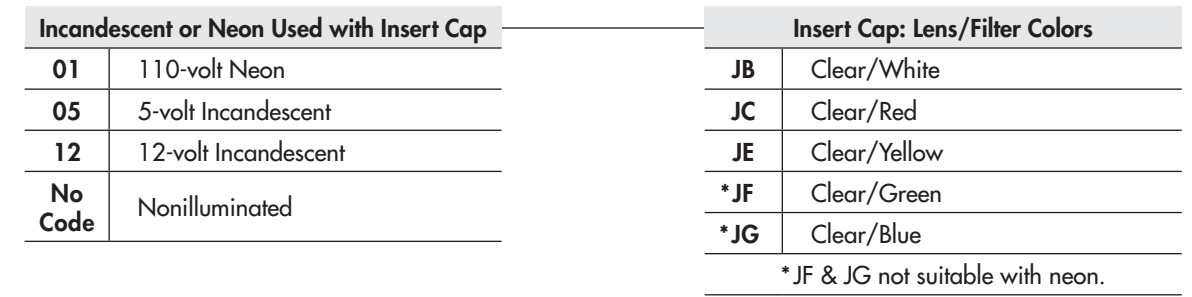 Incandescent or Neon Used with Insert Cap
01 110-volt Neon
05 5-volt Incandescent
12 12-volt Incandescent
No
Code Nonilluminated
Insert Cap: Lens/Filter Colors
JB Clear/White
JC Clear/Red
JE Clear/Yellow
*JF Clear/Green
*JG Clear/Blue
*JF & JG not suitable with neon.